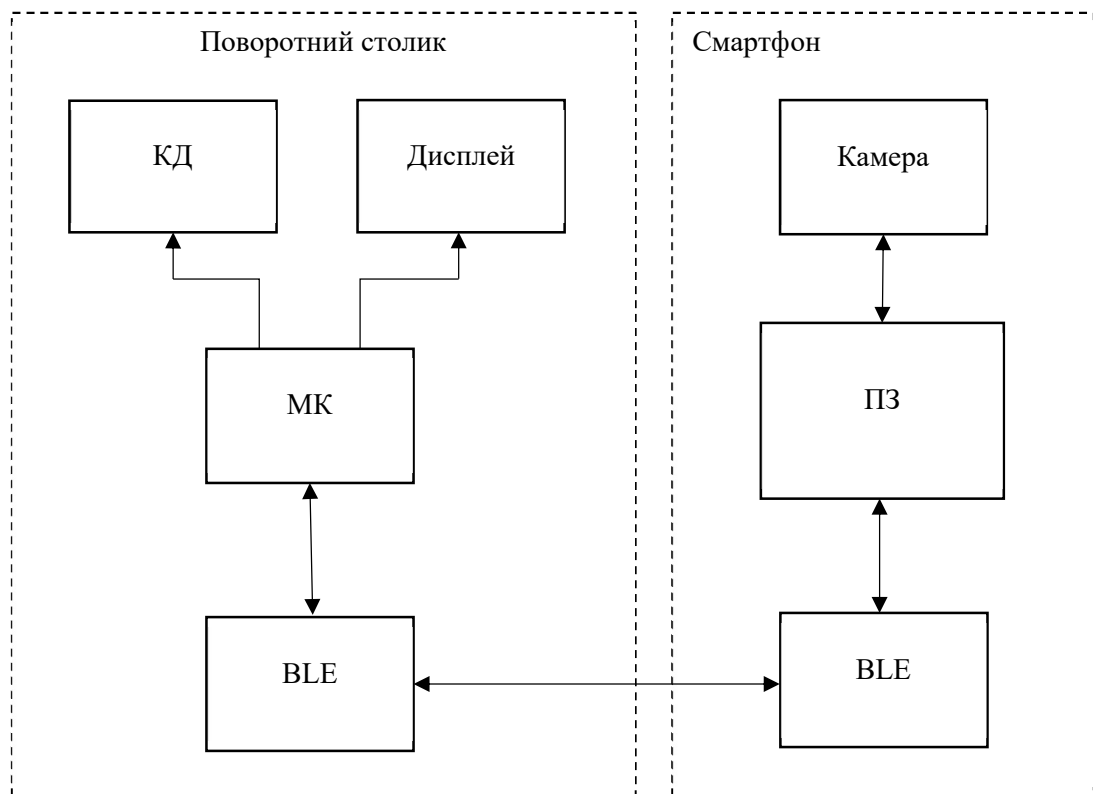 Поворотний столик
Смартфон
КД
Дисплей
Камера
МК
ПЗ
BLE
BLE